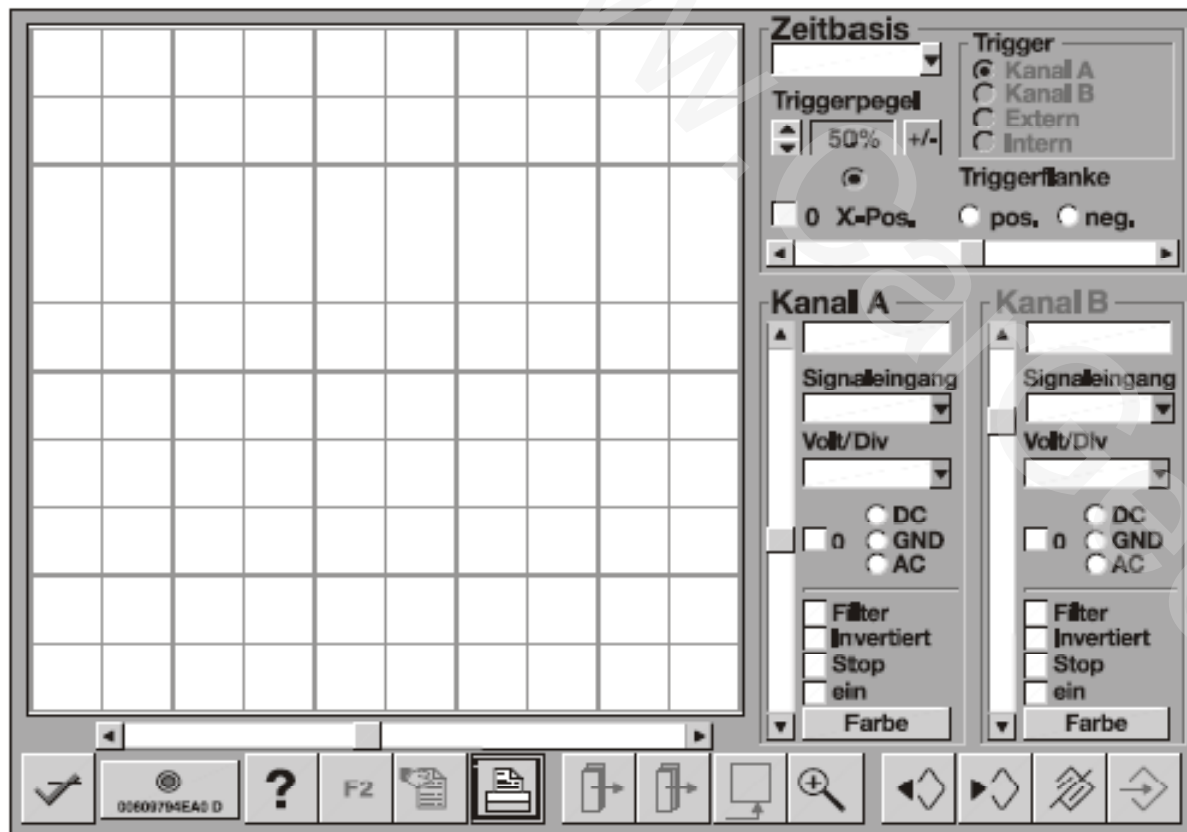 Zeitbasis
Trigger
Kanal A
Kanal B
Extern
Intern
Triggerpegel
50% +/-
Triggerflanke
0 X-Pos.
pos. neg.
Kanal A
Signaleingang
Volt/Div
DC
0 GND
AC
Filter
Invertiert
Stop
ein
Farbe
Kanal B
Signaleingang
Volt/Div
DC
0 GND
AC
Filter
Invertiert
Stop
ein
Farbe
00609794EA0 D
?
F2